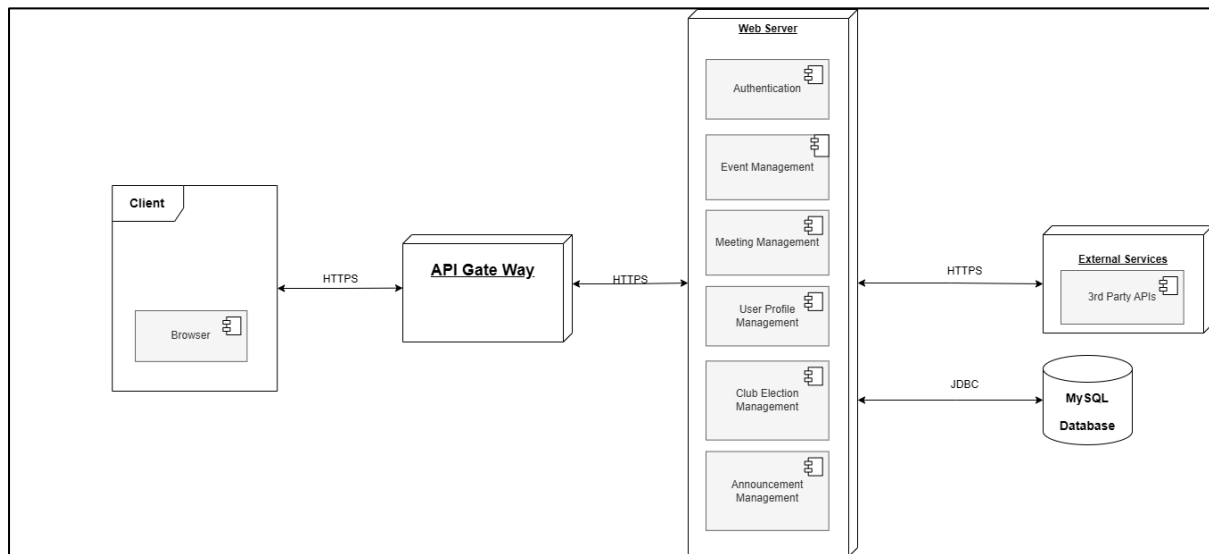 Client
Browser
HTTPS
API Gate Way
HTTPS
Web Server
Authentication
Event Management
Meeting Management
User Profile
Management
Club Election
Management
Announcement
Management
HTTPS
External Services
3rd Party APIs
JDBC
MySQL
Database